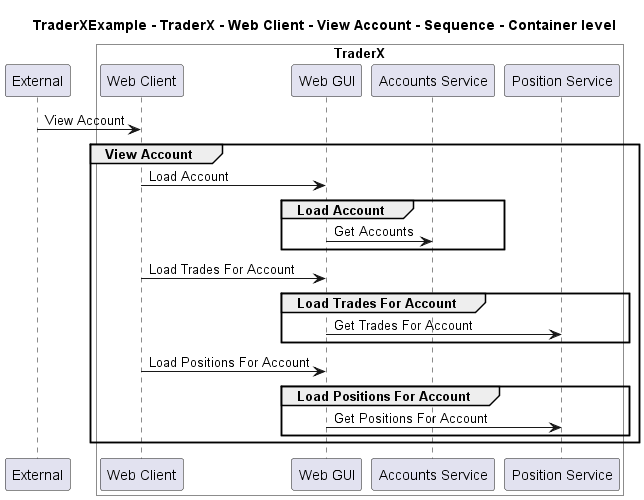 TraderXExample - TraderX - Web Client - View Account - Sequence - Container level
TraderX
External
Web Client
Web GUI
Accounts Service
Position Service
View Account
View Account
Load Account
Load Account
Get Accounts
Load Trades For Account
Load Trades For Account
Get Trades For Account
Load Positions For Account
Load Positions For Account
Get Positions For Account
External
Web Client
Web GUI
Accounts Service
Position Service